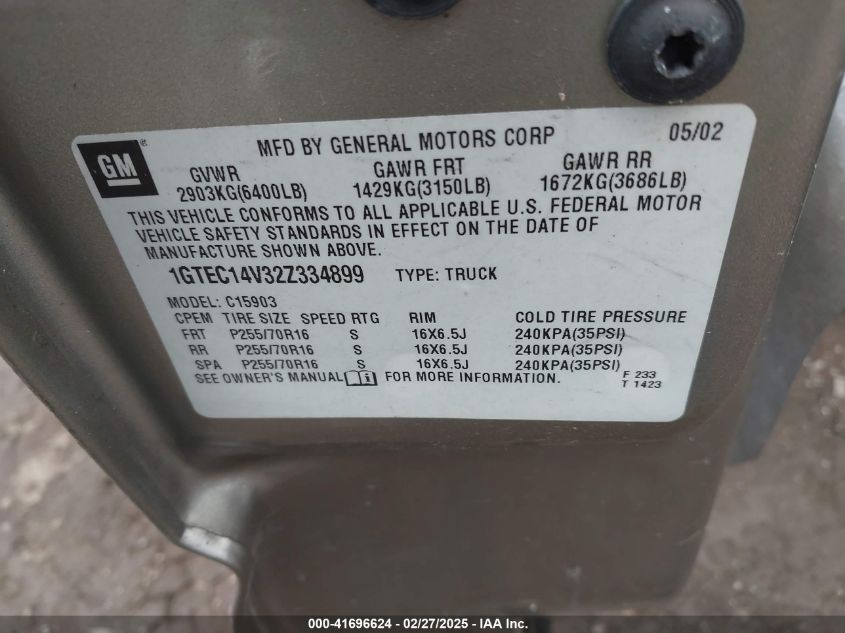 GM
MFD BY GENERAL MOTORS CORP 05/02
GVWR GAWR FRT GAWR RR
2903KG(6400LB) 1429KG(3150LB) 1672KG(3686LB)
THIS VEHICLE CONFORMS TO ALL APPLICABLE U.S. FEDERAL MOTOR
VEHICLE SAFETY STANDARDS IN EFFECT ON THE DATE OF
MANUFACTURE SHOWN ABOVE.
1GTEC14V32Z334899 TYPE: TRUCK
MODEL: C15903
CPEM TIRE SIZE SPEED RTG RIM COLD TIRE PRESSURE
FRT P255/70R16 S 16X6.5J 240KPA(35PSI)
RR P255/70R16 S 16X6.5J 240KPA(35PSI)
SPA P255/70R16 S 16X6.5J 240KPA(35PSI)
SEE OWNER'S MANUAL FOR MORE INFORMATION.
F 233
T 1423
000-41696624 - 02/27/2025 - IAA Inc.